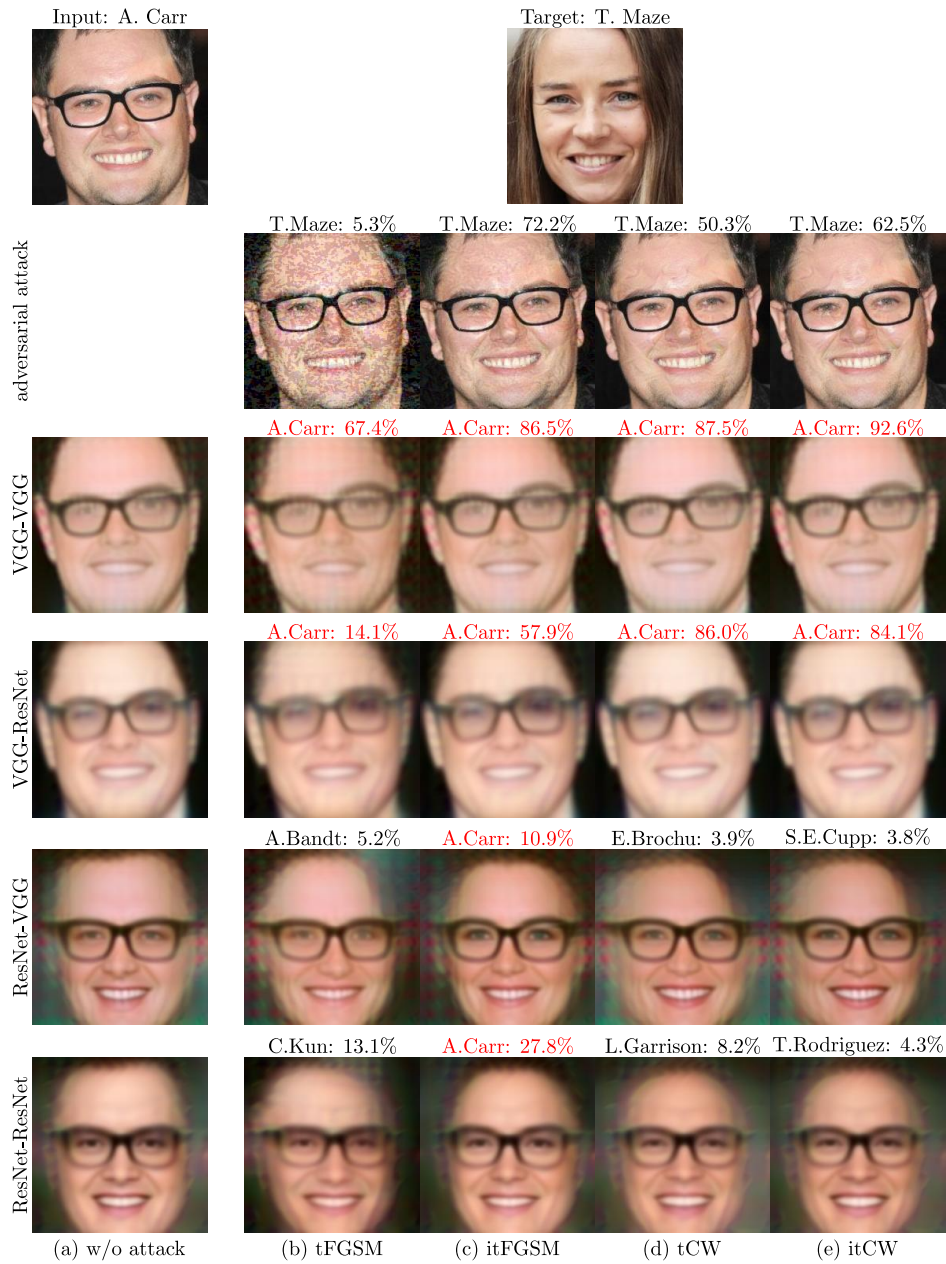 Input: A. Carr
Target: T. Maze
adversarial attack
T.Maze: 5.3%
T.Maze: 72.2%
T.Maze: 50.3%
T.Maze: 62.5%
VGG-VGG
A.Carr: 67.4%
A.Carr: 86.5%
A.Carr: 87.5%
A.Carr: 92.6%
VGG-ResNet
A.Carr: 14.1%
A.Carr: 57.9%
A.Carr: 86.0%
A.Carr: 84.1%
ResNet-VGG
A.Bandt: 5.2%
A.Carr: 10.9%
E.Brochu: 3.9%
S.E.Cupp: 3.8%
ResNet-ResNet
C.Kun: 13.1%
A.Carr: 27.8%
L.Garrison: 8.2%
T.Rodriguez: 4.3%
(a) w/o attack
(b) tFGSM
(c) itFGSM
(d) tCW
(e) itCW